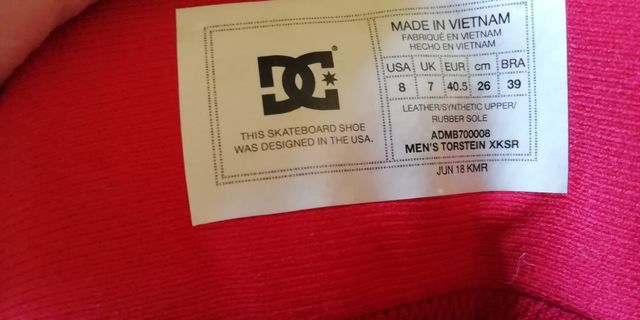 DC®
THIS SKATEBOARD SHOE
WAS DESIGNED IN THE USA.
MADE IN VIETNAM
FABRIQUÉ EN VIETNAM
HECHO EN VIETNAM
USA UK EUR cm BRA
8 7 40.5 26 39
LEATHER/SYNTHETIC UPPER/
RUBBER SOLE
ADMB700008
MEN'S TORSTEIN XKSR
JUN 18 KMR